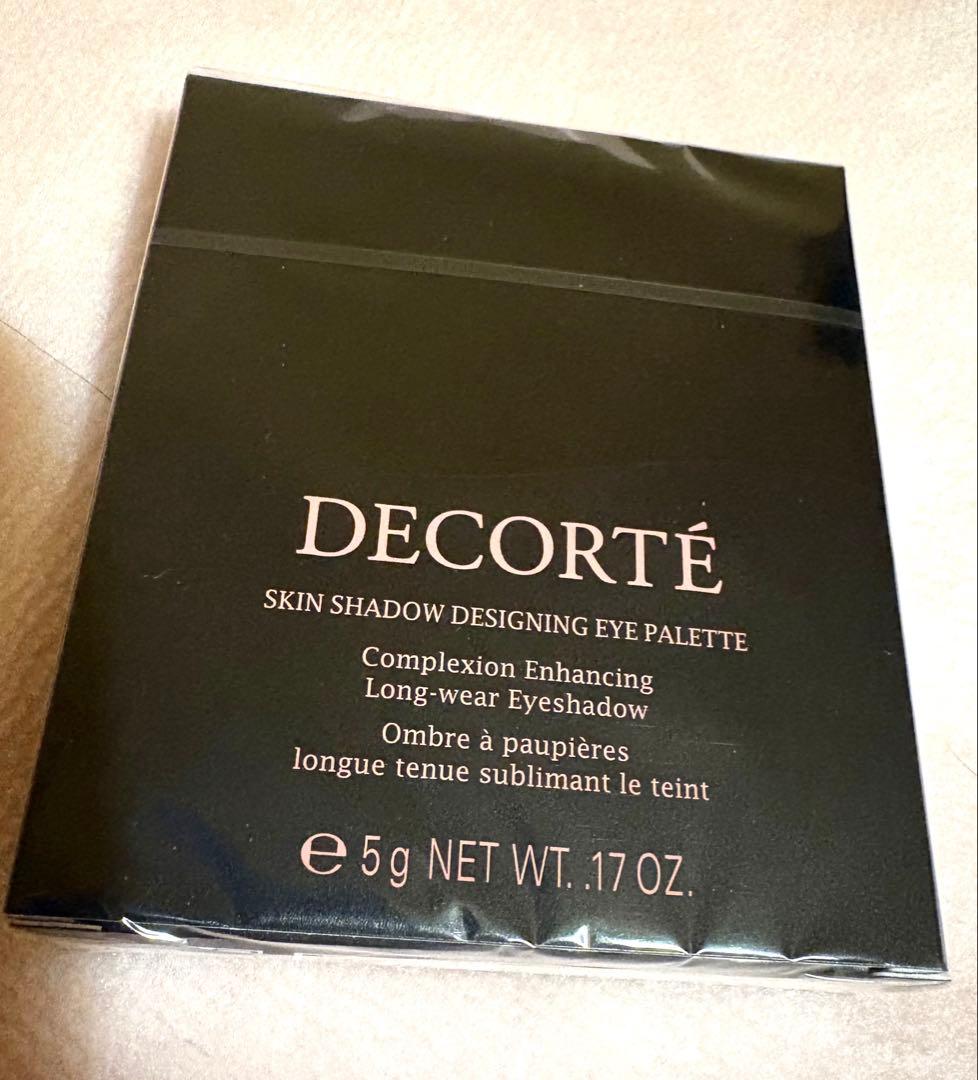 DECORTÉ
SKIN SHADOW DESIGNING EYE PALETTE
Complexion Enhancing
Long-wear Eyeshadow
Ombre à paupières
longue tenue sublimant le teint
℮ 5g NET WT. .17 OZ.